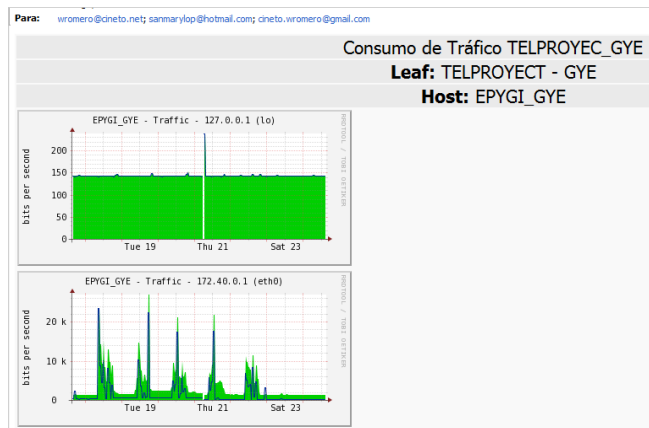 Para: wromero@cineto.net; sanmarylop@hotmail.com; cineto.wromero@gmail.com
Consumo de Tráfico TELPROYEC_GYE
Leaf: TELPROYECT - GYE
Host: EPYGI_GYE
EPYGI_GYE - Traffic - 127.0.0.1 (lo)
bits per second
200
150
100
50
0
Tue 19 Thu 21 Sat 23
RRDTOOL / TOBI OETIKER
EPYGI_GYE - Traffic - 172.40.0.1 (eth0)
bits per second
20 k
10 k
0
Tue 19 Thu 21 Sat 23
RRDTOOL / TOBI OETIKER